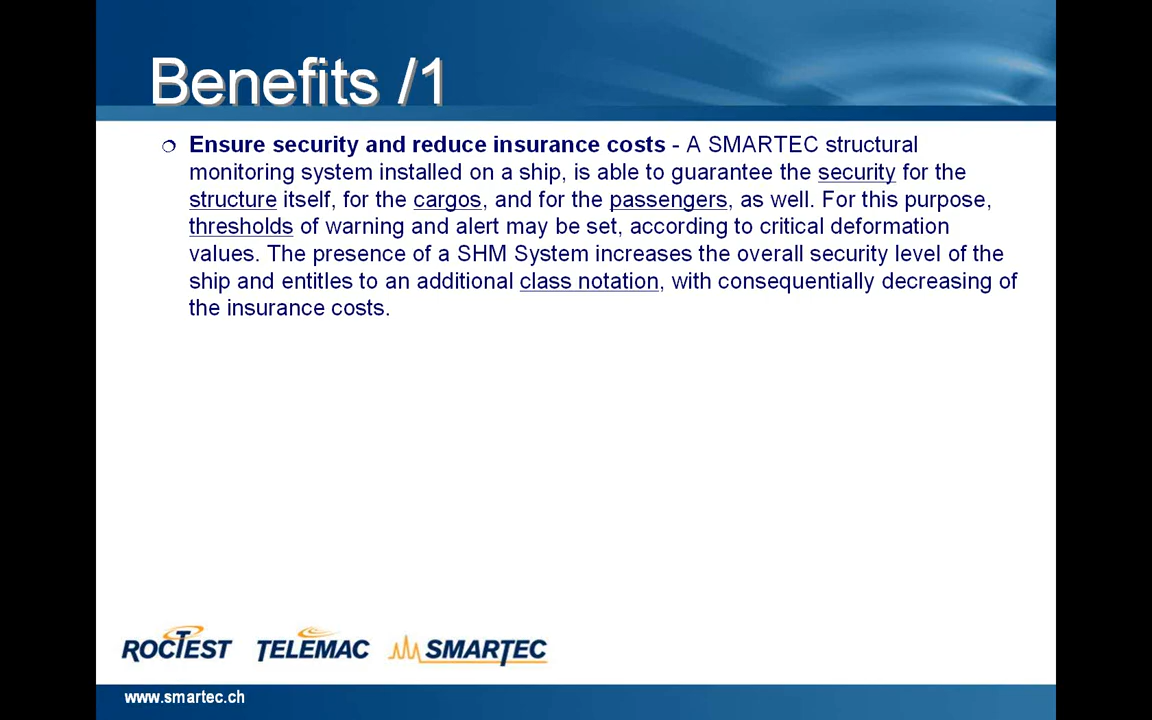 Benefits /1
Ensure security and reduce insurance costs - A SMARTEC structural
monitoring system installed on a ship, is able to guarantee the security for the
structure itself, for the cargos, and for the passengers, as well. For this purpose,
thresholds of warning and alert may be set, according to critical deformation
values. The presence of a SHM System increases the overall security level of the
ship and entitles to an additional class notation, with consequentially decreasing of
the insurance costs.
ROCTEST TELEMAC SMARTEC
www.smartec.ch